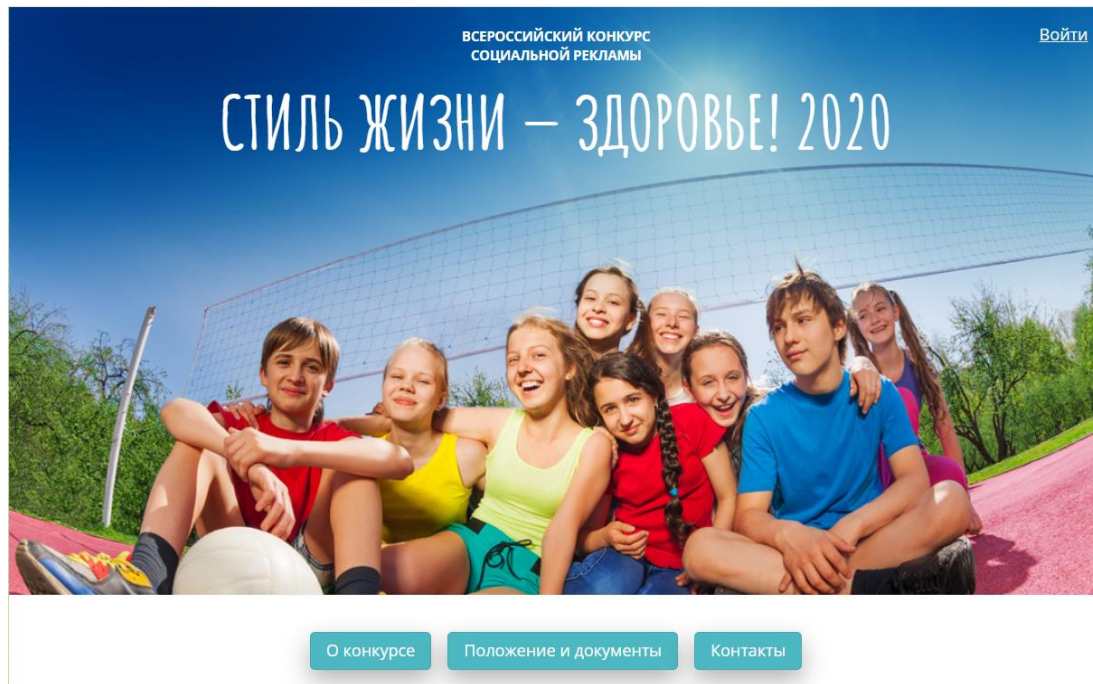 ВСЕРОССИЙСКИЙ КОНКУРС
СОЦИАЛЬНОЙ РЕКЛАМЫ
Войти
СТИЛЬ ЖИЗНИ — ЗДОРОВЬЕ! 2020
О конкурсе
Положение и документы
Контакты